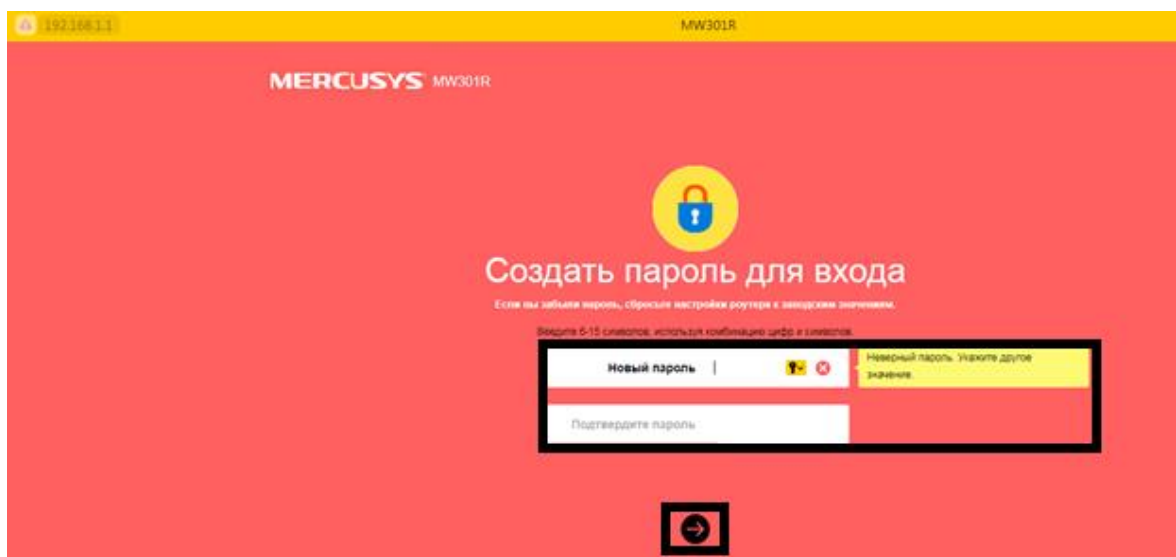 192.168.1.1
MW301R
MERCUSYS MW301R
Создать пароль для входа
Если вы забыли пароль, сбросьте настройки роутера к заводским значениям.
Введите 6-15 символов, используя комбинацию цифр и символов.
Новый пароль
Неверный пароль. Укажите другое
значение.
Подтвердите пароль